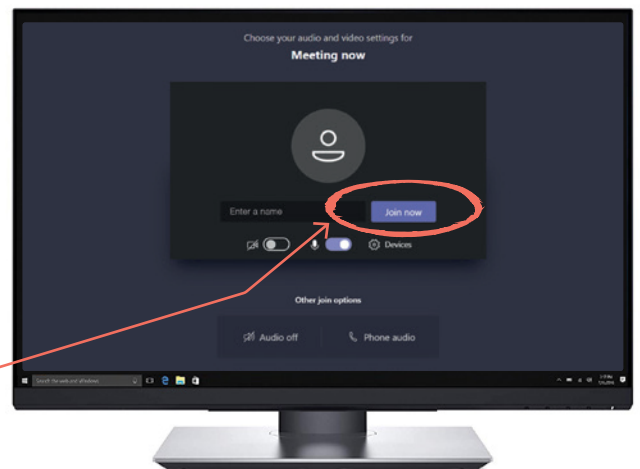 Choose your audio and video settings for
Meeting now
Enter a name
Join now
Devices
Other join options
Audio off
Phone audio